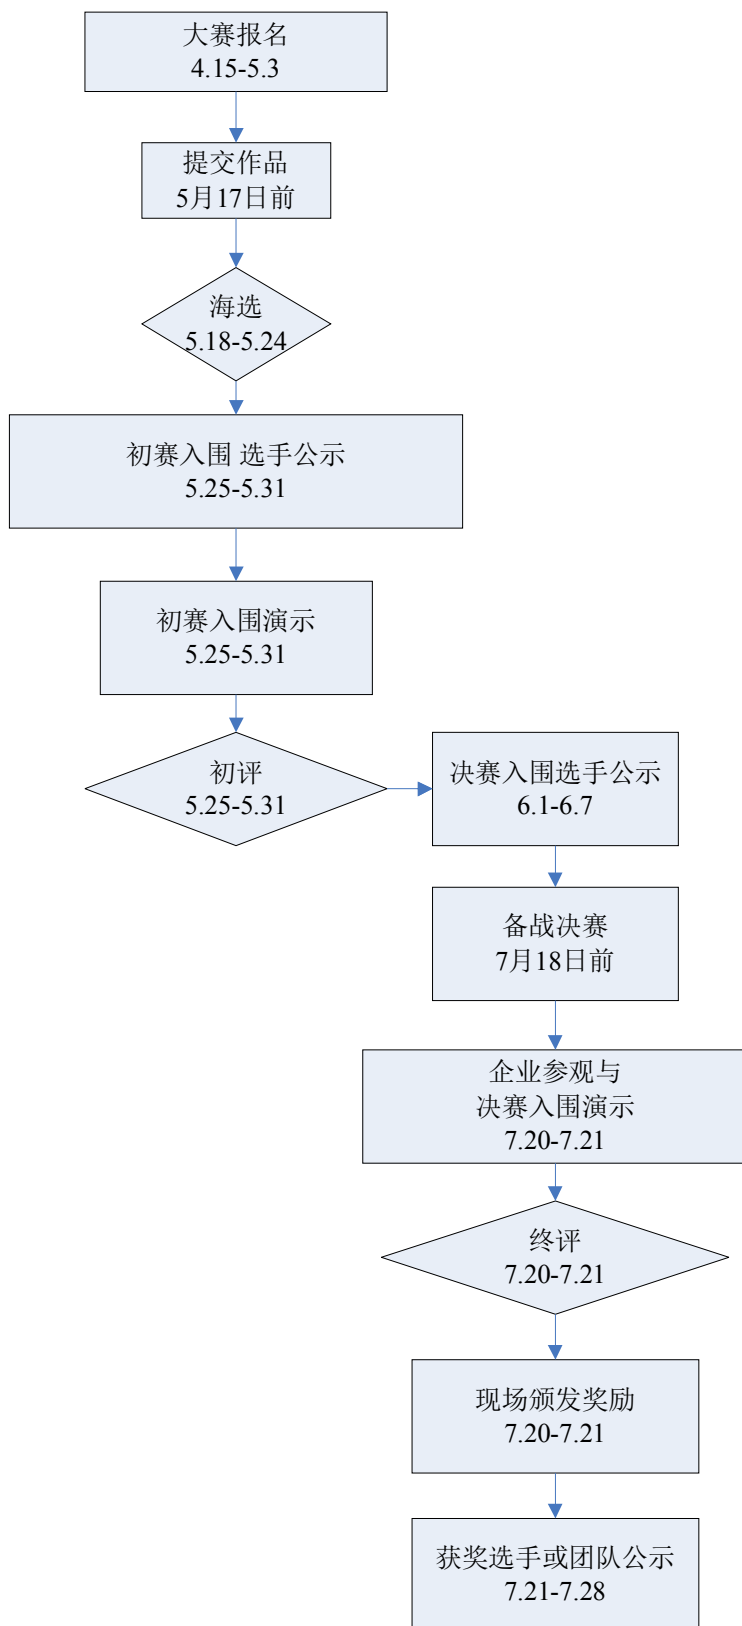 大赛报名
4.15-5.3
提交作品
5月17日前
海选
5.18-5.24
初赛入围 选手公示
5.25-5.31
初赛入围演示
5.25-5.31
初评
5.25-5.31
决赛入围选手公示
6.1-6.7
备战决赛
7月18日前
企业参观与
决赛入围演示
7.20-7.21
终评
7.20-7.21
现场颁发奖励
7.20-7.21
获奖选手或团队公示
7.21-7.28